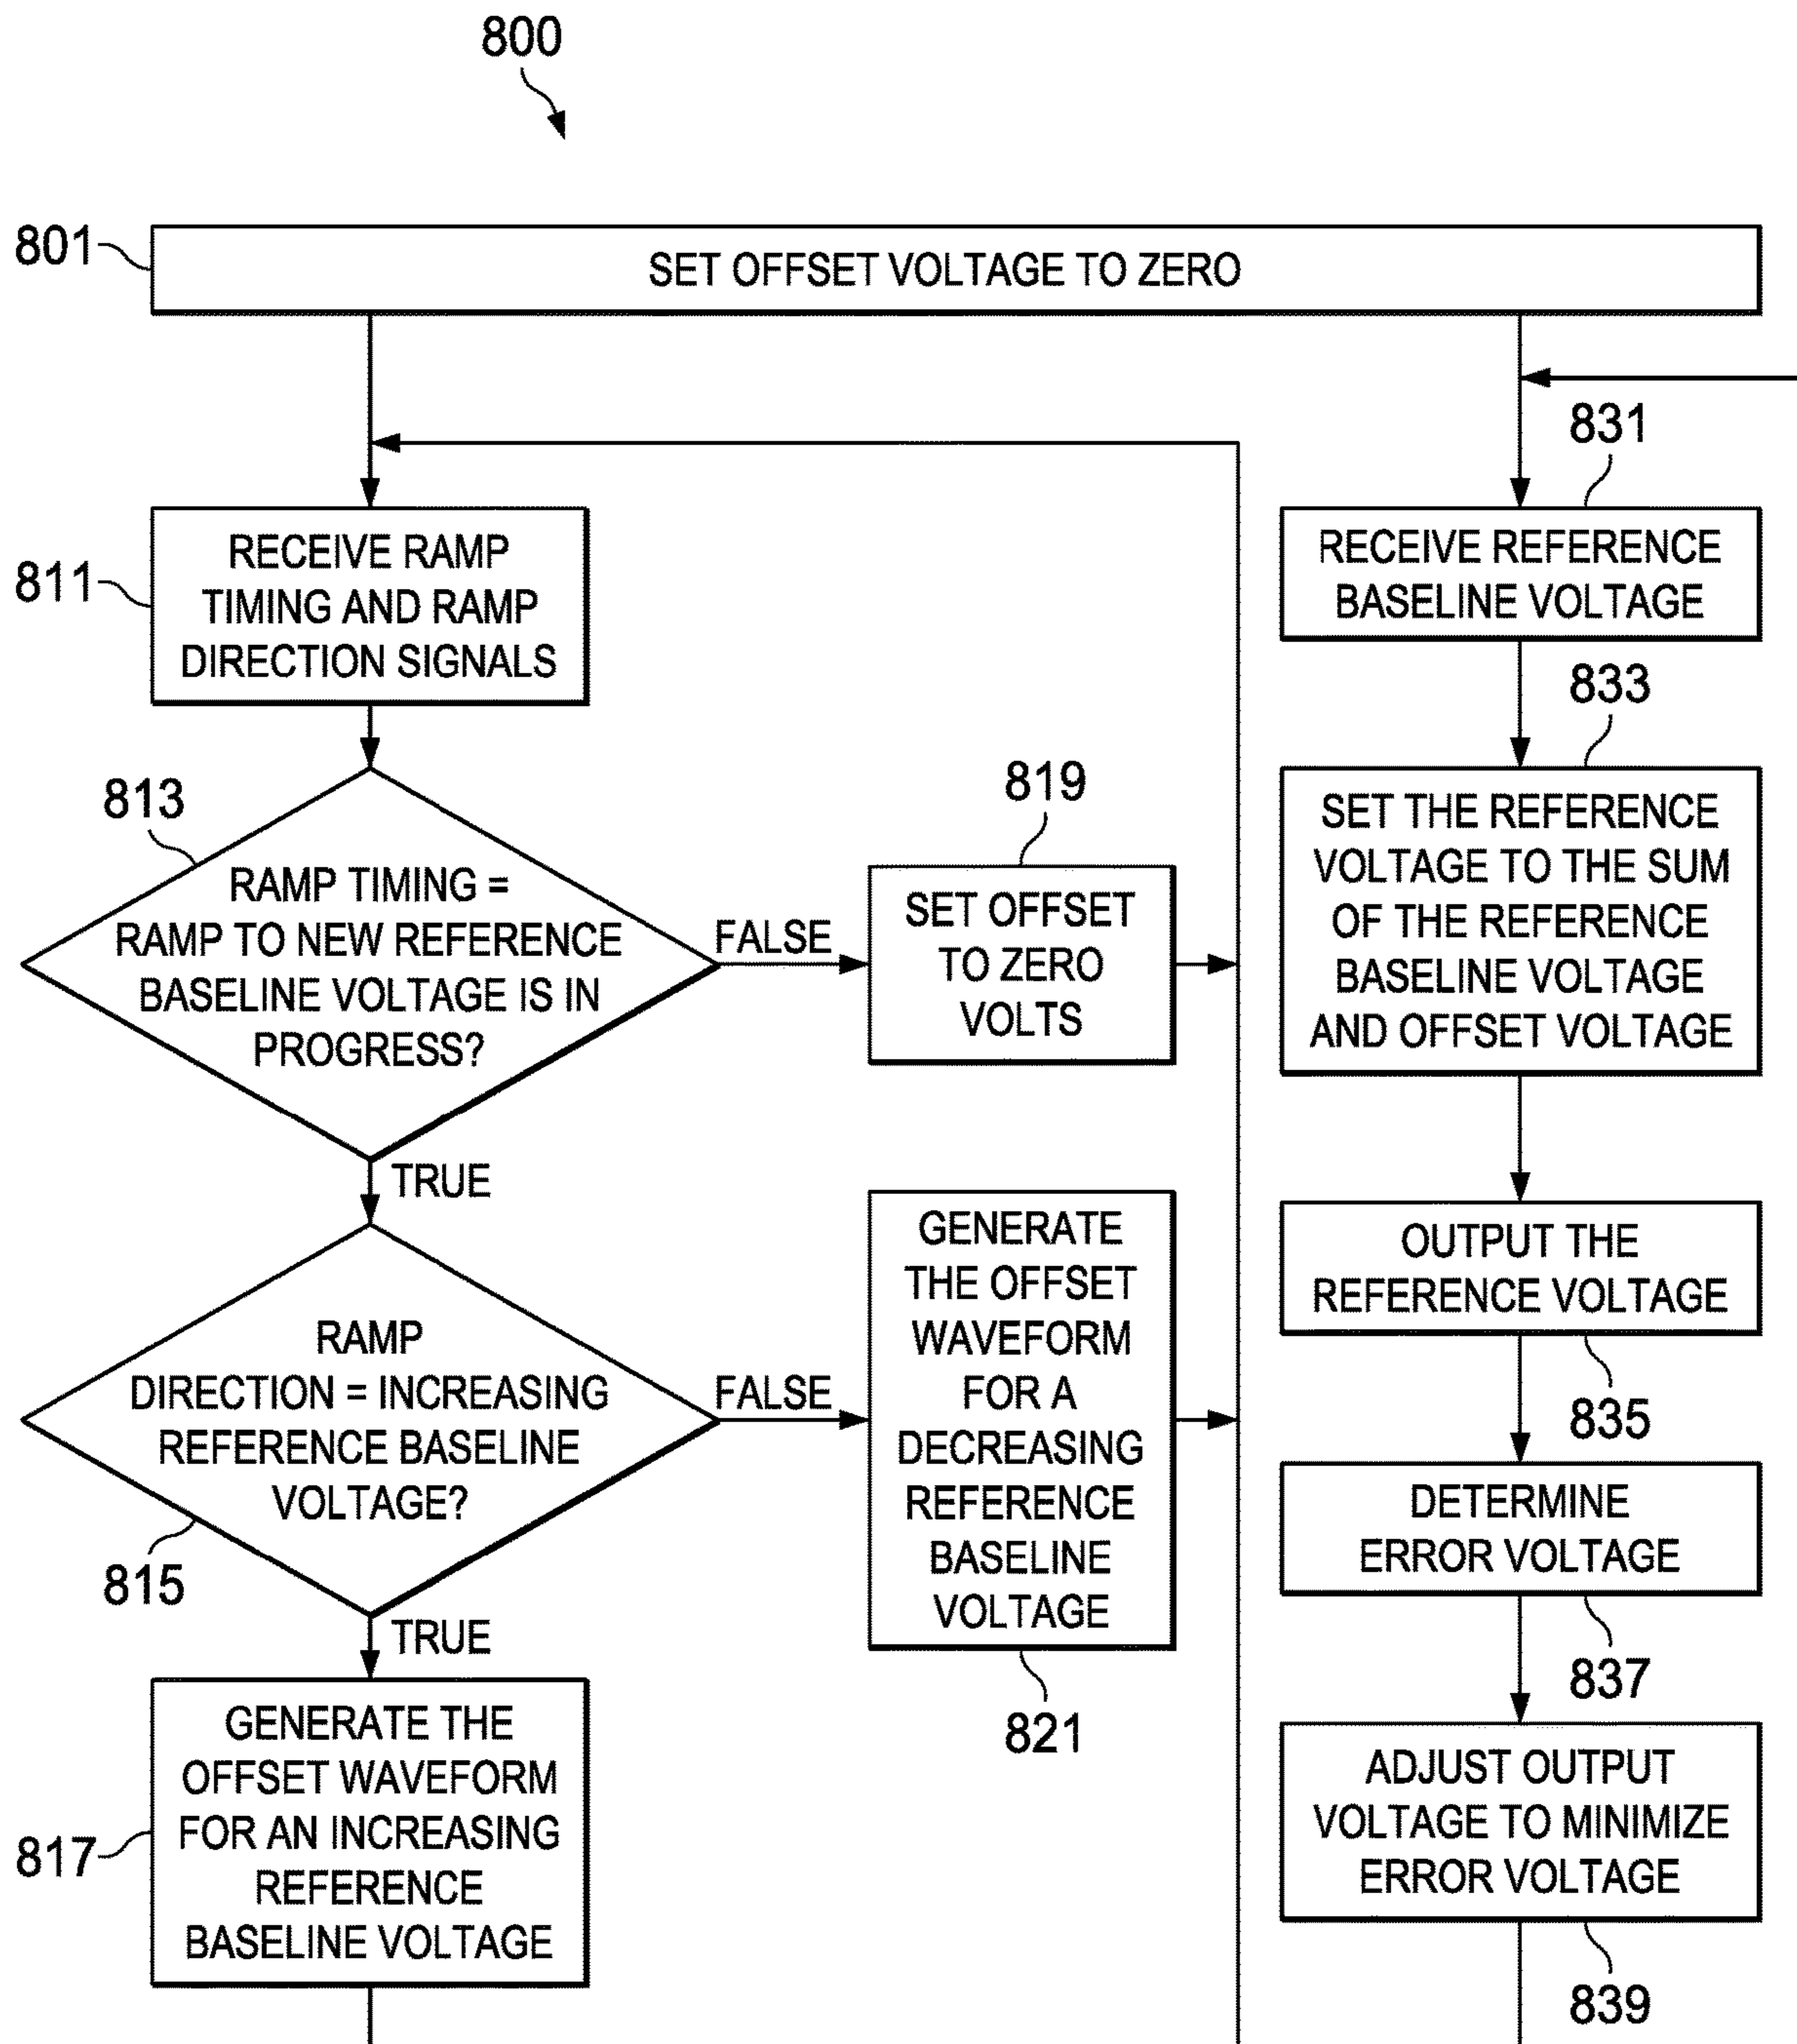 800
801
SET OFFSET VOLTAGE TO ZERO
811
RECEIVE RAMP
TIMING AND RAMP
DIRECTION SIGNALS
813
RAMP TIMING =
RAMP TO NEW REFERENCE
BASELINE VOLTAGE IS IN
PROGRESS?
FALSE
819
SET OFFSET
TO ZERO
VOLTS
TRUE
RAMP
DIRECTION = INCREASING
REFERENCE BASELINE
VOLTAGE?
815
FALSE
GENERATE
THE OFFSET
WAVEFORM
FOR A
DECREASING
REFERENCE
BASELINE
VOLTAGE
821
TRUE
817
GENERATE THE
OFFSET WAVEFORM
FOR AN INCREASING
REFERENCE
BASELINE VOLTAGE
831
RECEIVE REFERENCE
BASELINE VOLTAGE
833
SET THE REFERENCE
VOLTAGE TO THE SUM
OF THE REFERENCE
BASELINE VOLTAGE
AND OFFSET VOLTAGE
OUTPUT THE
REFERENCE VOLTAGE
835
DETERMINE
ERROR VOLTAGE
837
ADJUST OUTPUT
VOLTAGE TO MINIMIZE
ERROR VOLTAGE
839